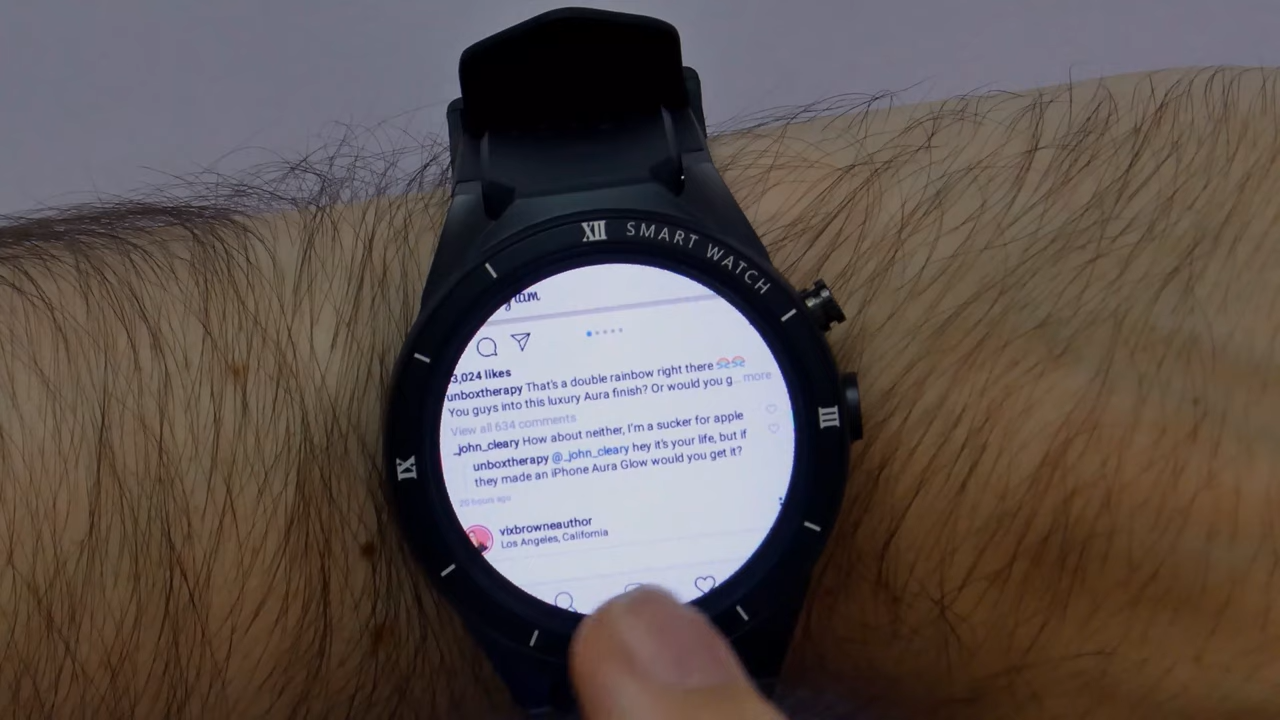 XII SMART WATCH
3,024 likes
unboxtherapy That's a double rainbow right there
You guys into this luxury Aura finish? Or would you g... more
View all 634 comments
_john_cleary How about neither, I'm a sucker for apple
unboxtherapy @_john_cleary hey it's your life, but if
they made an iPhone Aura Glow would you get it?
20 hours ago
vixbrowneauthor
Los Angeles, California
III
IX